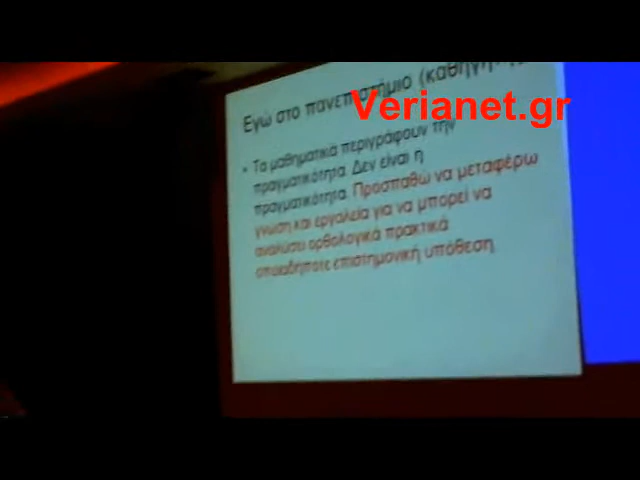 Verianet.gr
Εγώ στο πανεπιστήμιο
• Τα μαθηματικά περιγράφουν την
πραγματικότητα. Δεν είναι η
πραγματικότητα. Προσπαθώ να μεταφέρω
γνώση και εργαλεία για να μπορεί να
αναλύσει ορθολογικά πρακτικά
οποιαδήποτε επιστημονική υπόθεση